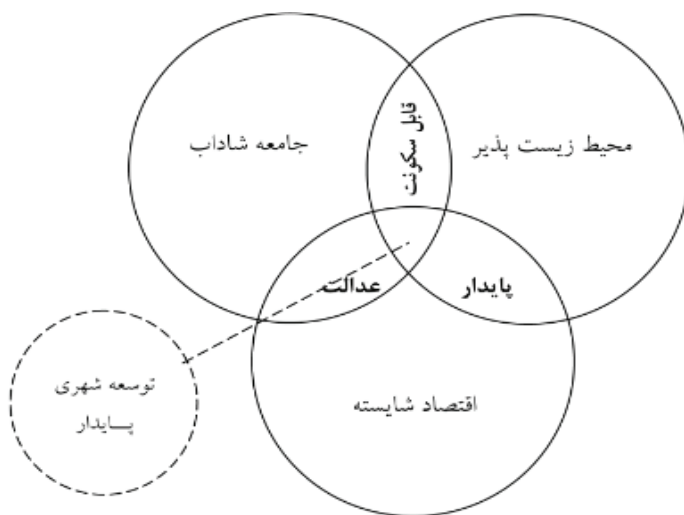 قابل سکونت
محیط زیست پذیر
جامعه شاداب
پایدار
عدالت
اقتصاد شایسته
توسعه شهری
پـــایدار